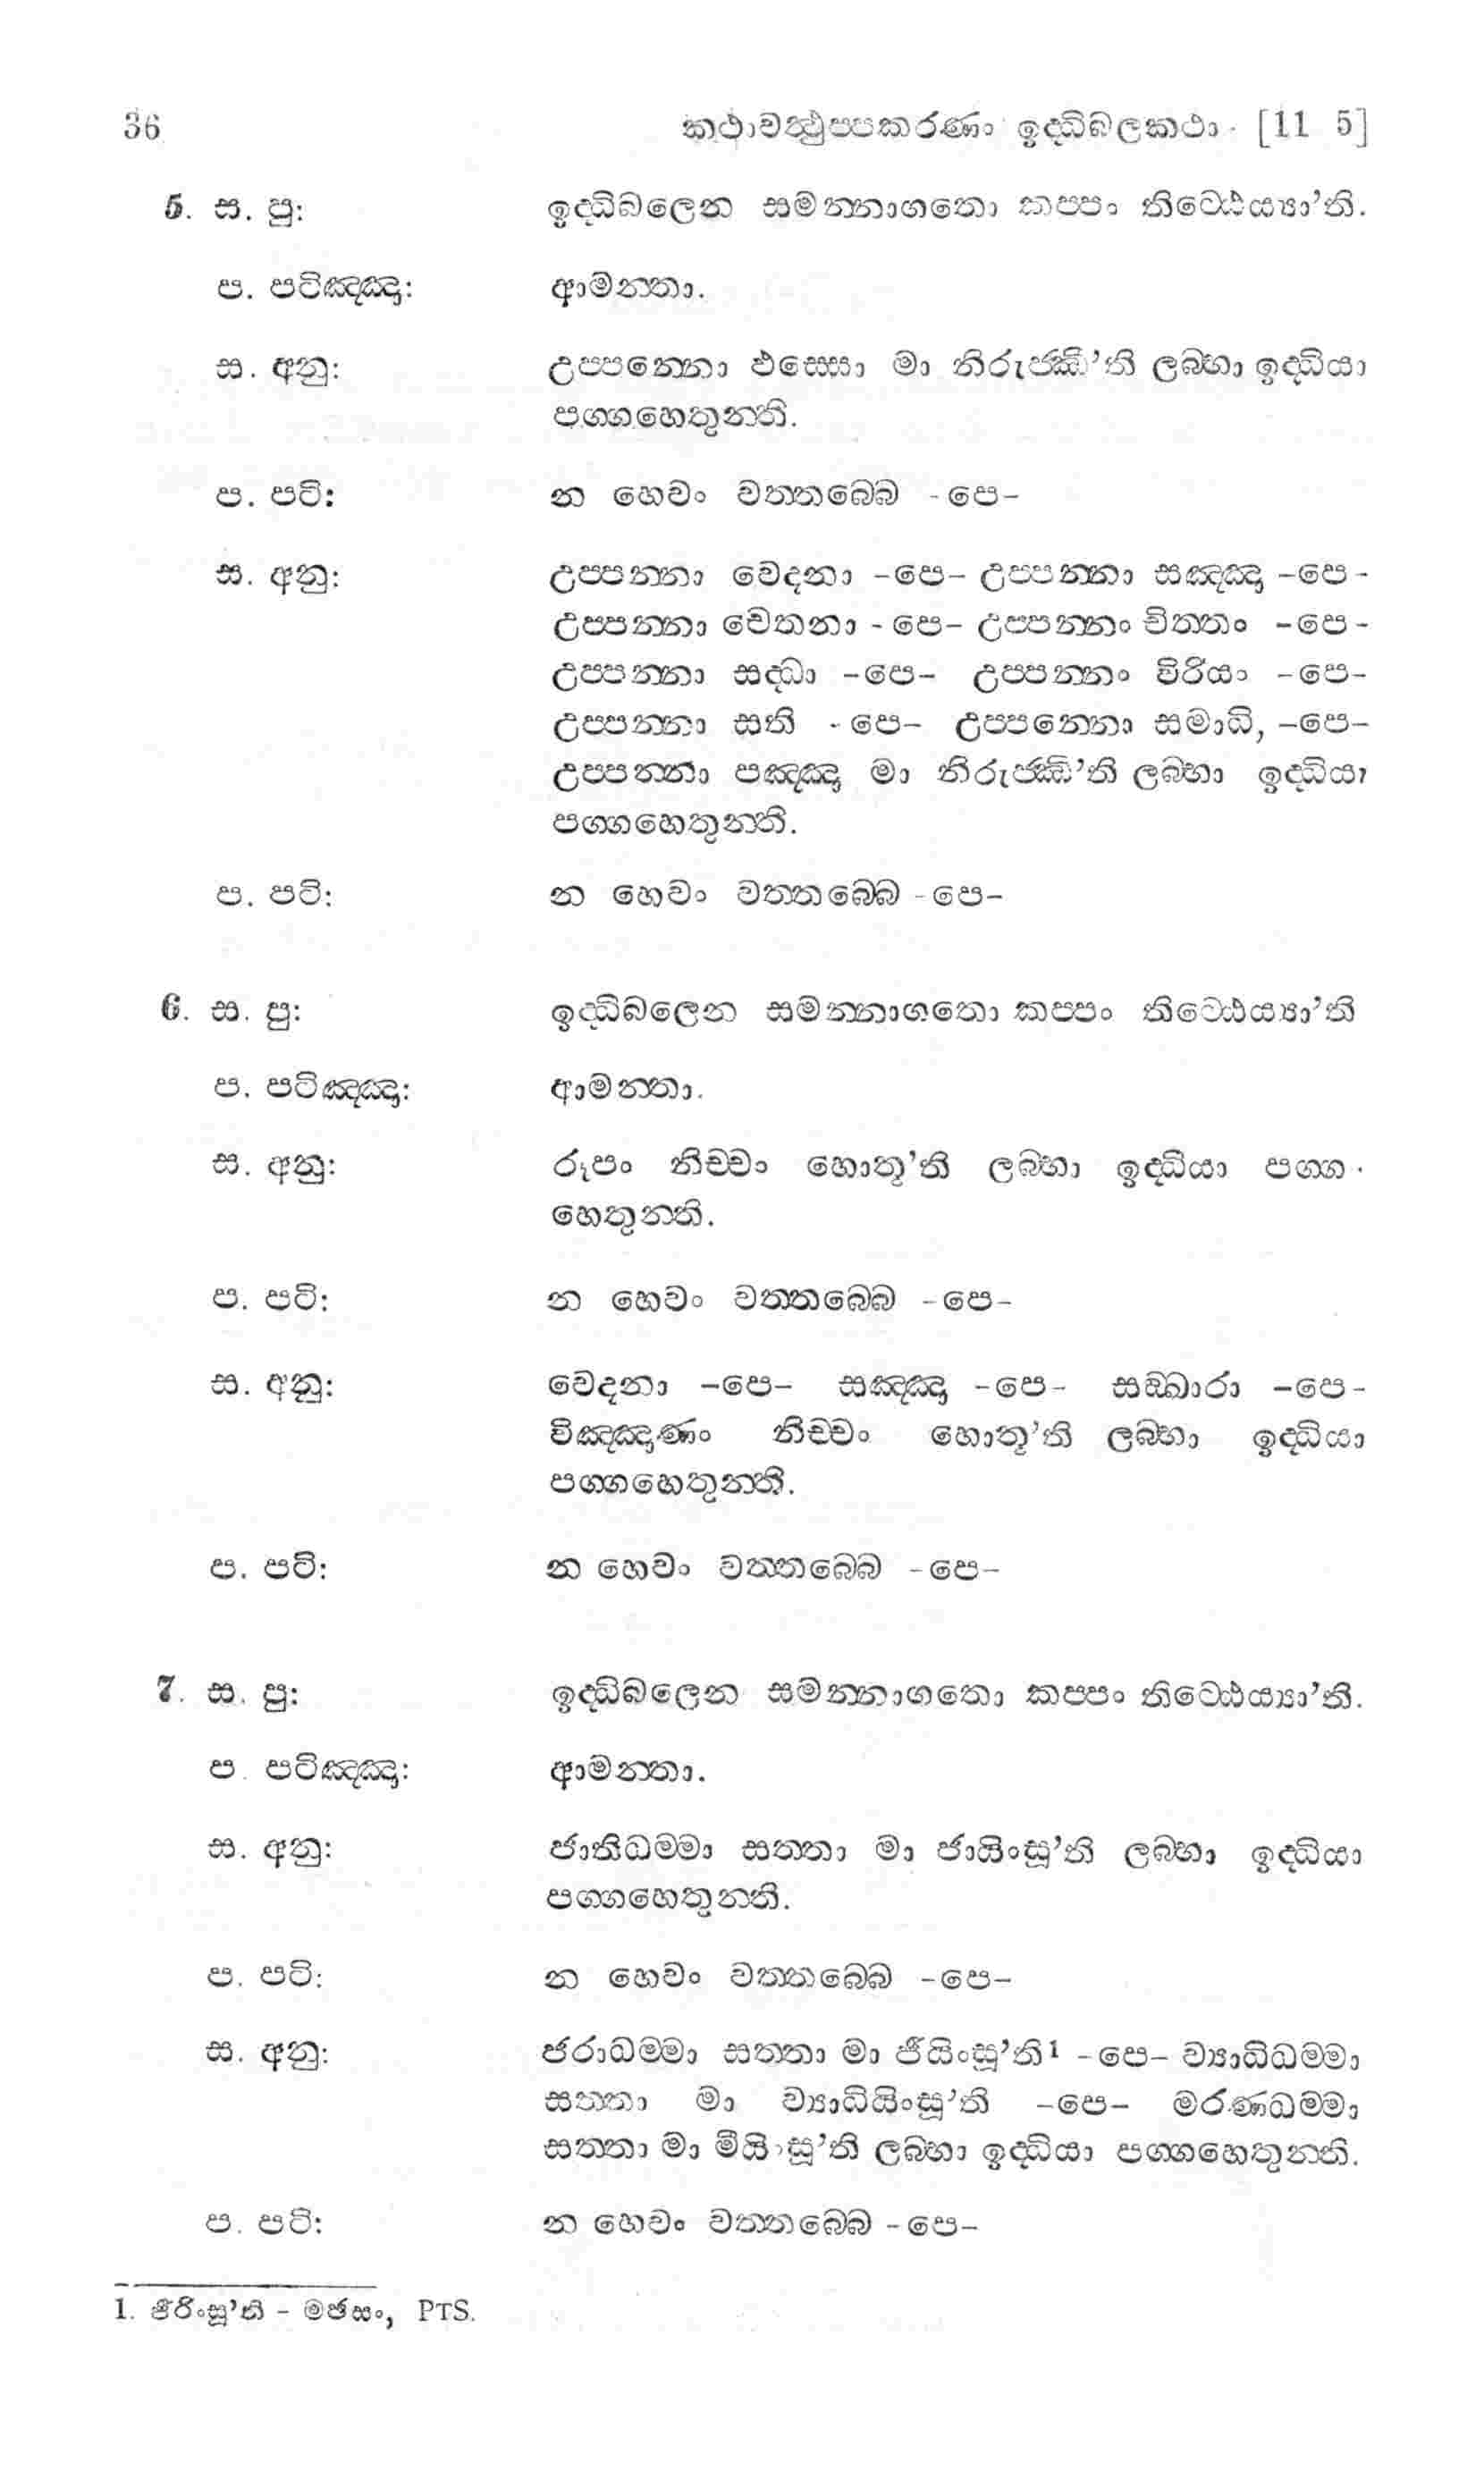 36 කථාවත්‍ථුප්පකරණං ඉද්ධිබලකථා [11 5]
5. ස. පු: ඉද්ධිබලෙන සමන්නාගතො කප්පං තිට්ඨෙය්‍යා’ති.
ප. පටිඤ්ඤා: ආමන්තා.
ස. අනු: උප්පන්නො ඵස්සො මා නිරුජ්ඣි’ති ලබ්භා ඉද්ධියා
පග්ගහෙතුන්ති.
ප. පටි: න හෙවං වත්තබ්බෙ -පෙ-
ස. අනු: උප්පන්නා වේදනා -පෙ- උප්පන්නා සඤ්ඤා -පෙ-
උප්පන්නා චේතනා -පෙ- උප්පන්නං චිත්තං -පෙ-
උප්පන්නා සද්ධා -පෙ- උප්පන්නං විරියං -පෙ-
උප්පන්නා සති -පෙ- උප්පන්නො සමාධි, -පෙ-
උප්පන්නා පඤ්ඤා මා නිරුජ්ඣි’ති ලබ්භා ඉද්ධියා
පග්ගහෙතුන්ති.
ප. පටි: න හෙවං වත්තබ්බෙ -පෙ-
6. ස. පු: ඉද්ධිබලෙන සමන්නාගතො කප්පං තිට්ඨෙය්‍යා’ති
ප. පටිඤ්ඤා: ආමන්තා.
ස. අනු: රූපං නිච්චං හොතූ’ති ලබ්භා ඉද්ධියා පග්ග-
හෙතුන්ති.
ප. පටි: න හෙවං වත්තබ්බෙ -පෙ-
ස. අනු: වෙදනා -පෙ- සඤ්ඤා -පෙ- සඞ්ඛාරා -පෙ-
විඤ්ඤාණං නිච්චං හොතූ’ති ලබ්භා ඉද්ධියා
පග්ගහෙතුන්ති.
ප. පටි: න හෙවං වත්තබ්බෙ -පෙ-
7. ස. පු: ඉද්ධිබලෙන සමන්නාගතො කප්පං තිට්ඨෙය්‍යා’ති.
ප. පටිඤ්ඤා: ආමන්තා.
ස. අනු: ජාතිධම්මා සත්තා මා ජායිංසූ’ති ලබ්භා ඉද්ධියා
පග්ගහෙතුන්ති.
ප. පටි: න හෙවං වත්තබ්බෙ -පෙ-
ස. අනු: ජරාධම්මා සත්තා මා ජීයිංසූ’ති1 -පෙ- ව්‍යාධිධම්මා
සත්තා මා ව්‍යාධියිංසූ’ති -පෙ- මරණධම්මා
සත්තා මා මීයිංසූ’ති ලබ්භා ඉද්ධියා පග්ගහෙතුන්ති.
ප. පටි: න හෙවං වත්තබ්බෙ -පෙ-
1. ජීරිංසූ’ති - මජසං, PTS.